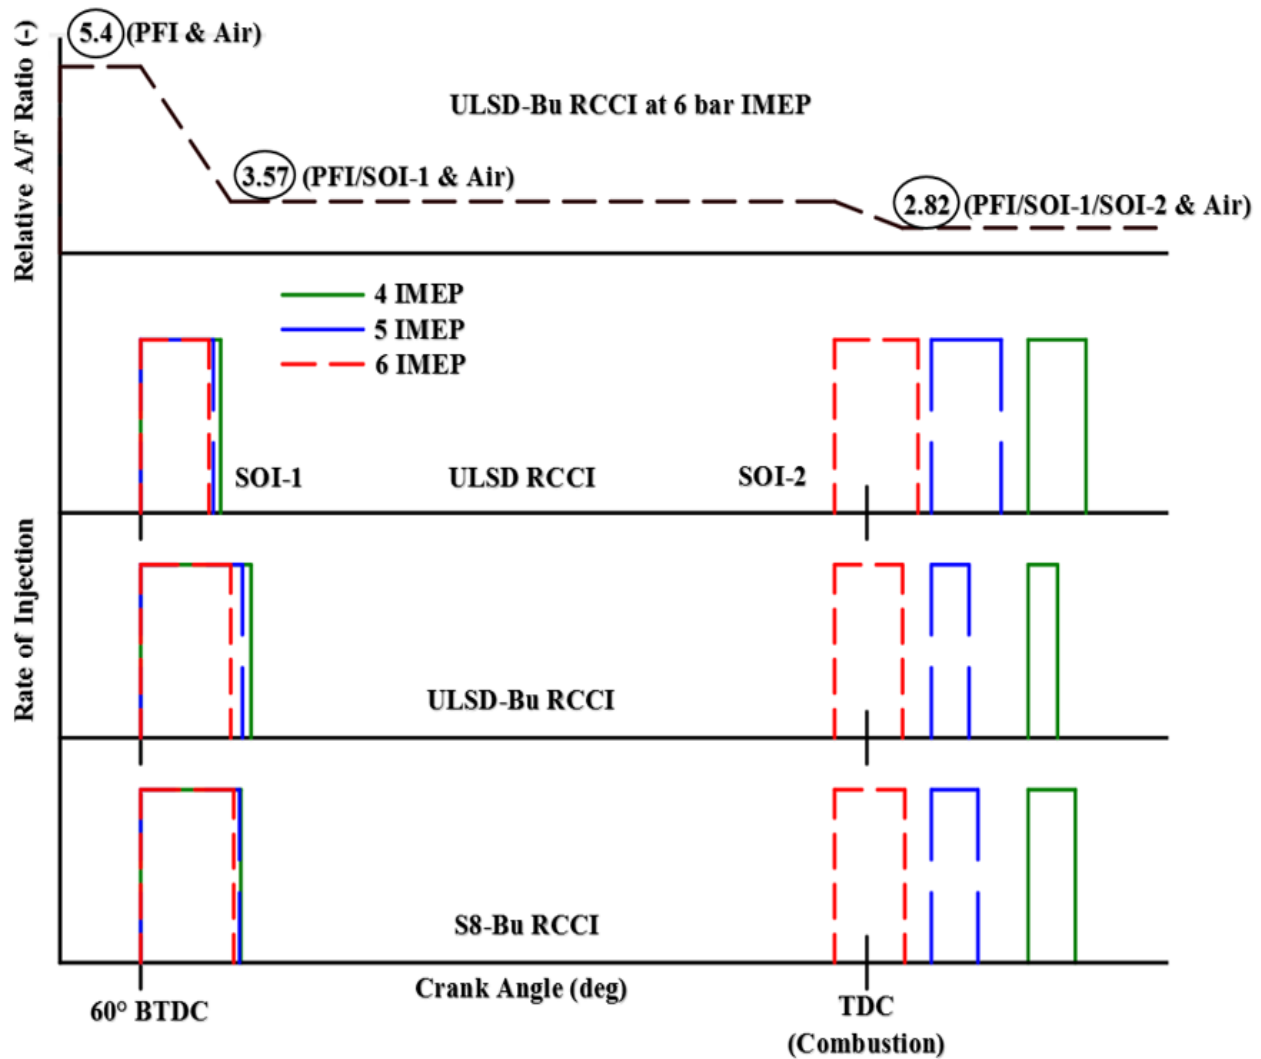 5.4 (PFI & Air)
Relative A/F Ratio (-)
ULSD-Bu RCCI at 6 bar IMEP
3.57 (PFI/SOI-1 & Air)
2.82 (PFI/SOI-1/SOI-2 & Air)
4 IMEP
5 IMEP
6 IMEP
SOI-1
ULSD RCCI
SOI-2
Rate of Injection
ULSD-Bu RCCI
S8-Bu RCCI
Crank Angle (deg)
60° BTDC
TDC
(Combustion)